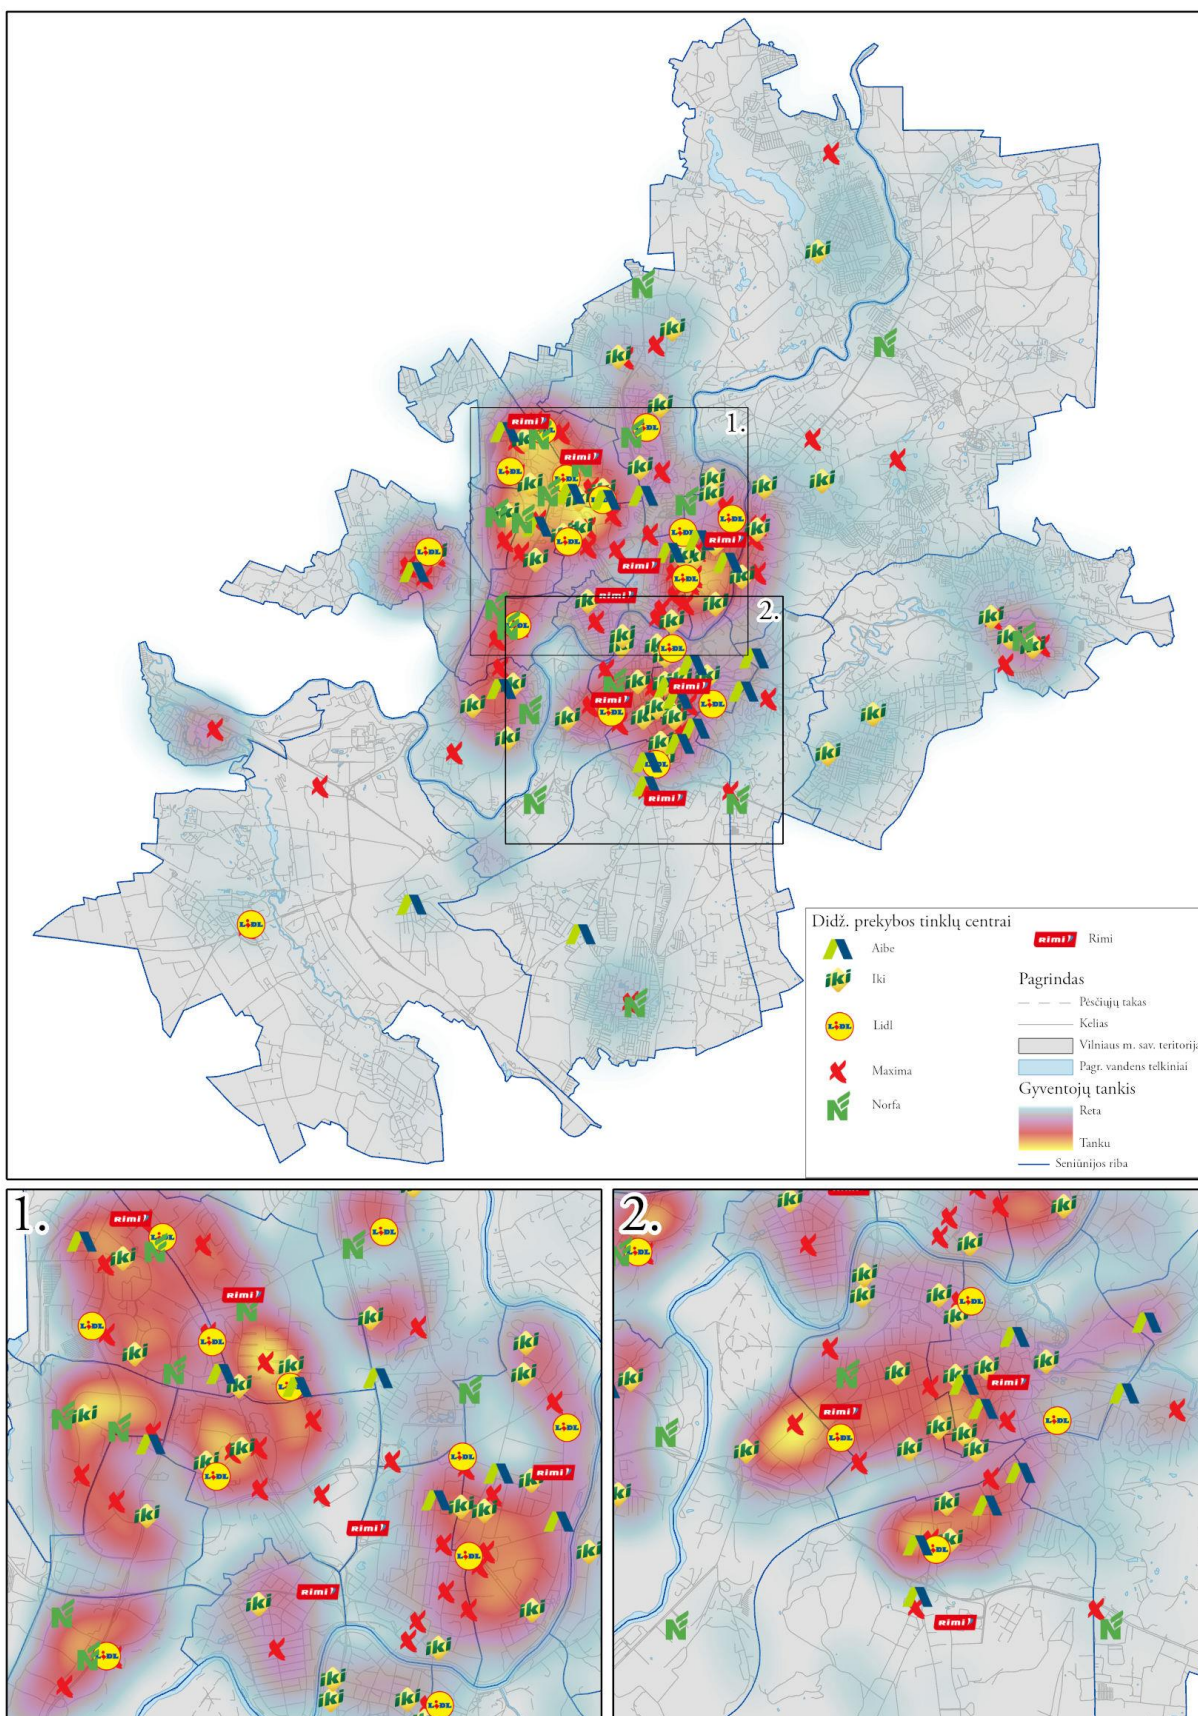 1.
2.
Didž. prekybos tinklų centrai
Aibe
Iki
Lidl
Maxima
Norfa
Rimi
Pagrindas
Pėsčiųjų takas
Kelias
Vilniaus m. sav. teritorija
Pagr. vandens telkiniai
Gyventojų tankis
Reta
Tanku
Seniūnijos riba
1.
2.